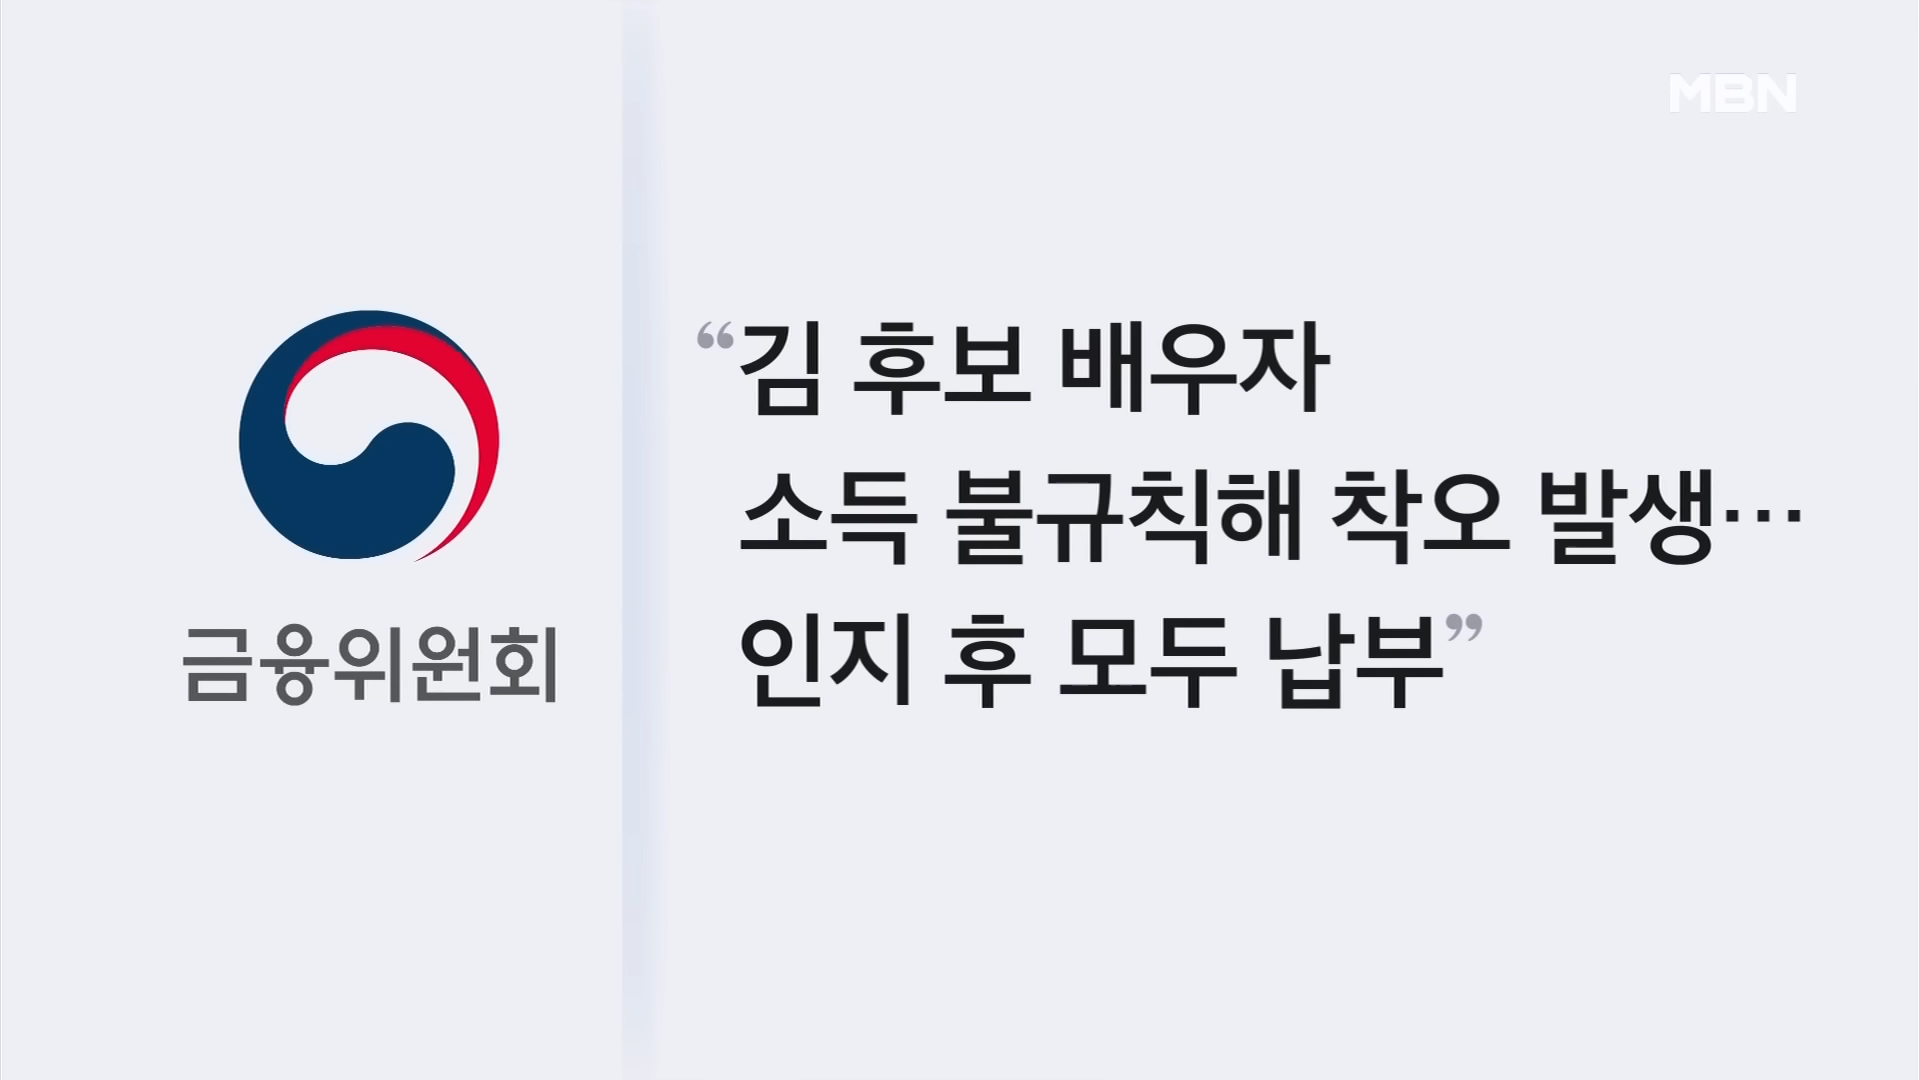 MBN
금융위원회
“김 후보 배우자
소득 불규칙해 착오 발생…
인지 후 모두 납부”